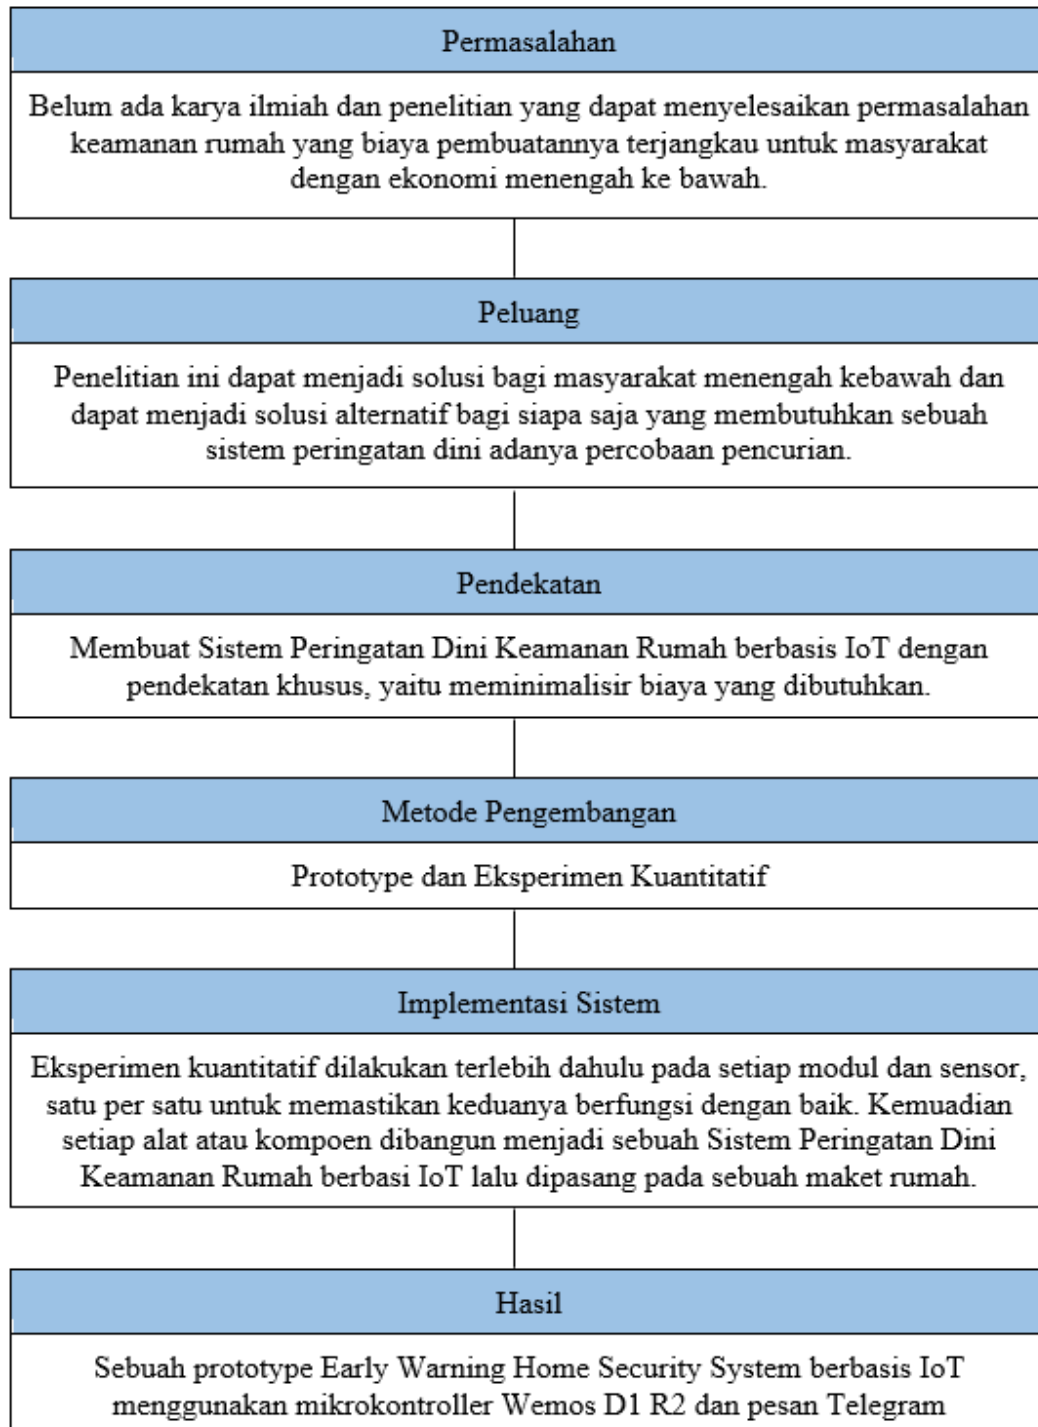 Permasalahan
Belum ada karya ilmiah dan penelitian yang dapat menyelesaikan permasalahan
keamanan rumah yang biaya pembuatannya terjangkau untuk masyarakat
dengan ekonomi menengah ke bawah.
Peluang
Penelitian ini dapat menjadi solusi bagi masyarakat menengah kebawah dan
dapat menjadi solusi alternatif bagi siapa saja yang membutuhkan sebuah
sistem peringatan dini adanya percobaan pencurian.
Pendekatan
Membuat Sistem Peringatan Dini Keamanan Rumah berbasis IoT dengan
pendekatan khusus, yaitu meminimalisir biaya yang dibutuhkan.
Metode Pengembangan
Prototype dan Eksperimen Kuantitatif
Implementasi Sistem
Eksperimen kuantitatif dilakukan terlebih dahulu pada setiap modul dan sensor,
satu per satu untuk memastikan keduanya berfungsi dengan baik. Kemuadian
setiap alat atau kompoen dibangun menjadi sebuah Sistem Peringatan Dini
Keamanan Rumah berbasi IoT lalu dipasang pada sebuah maket rumah.
Hasil
Sebuah prototype Early Warning Home Security System berbasis IoT
menggunakan mikrokontroller Wemos D1 R2 dan pesan Telegram